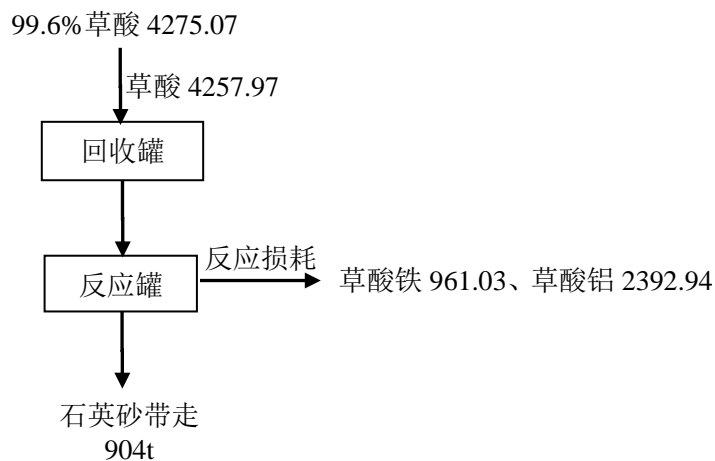 99.6%草酸 4275.07
草酸 4257.97
回收罐
反应损耗
反应罐
草酸铁 961.03、草酸铝 2392.94
石英砂带走
904t